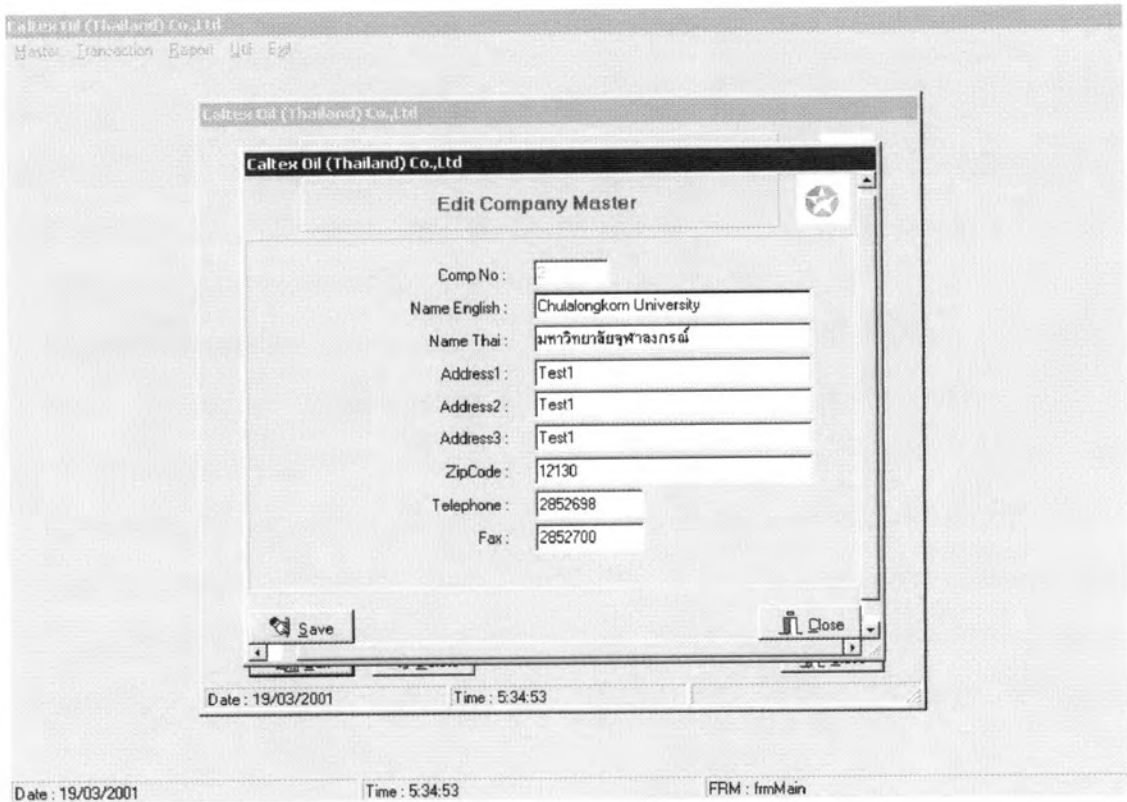 Caltex Oil (Thailand) Co.,Ltd
Master Transaction Report Util Exit
Caltex Oil (Thailand) Co.,Ltd
Caltex Oil (Thailand) Co.,Ltd
Edit Company Master
Comp No : 2
Name English : Chulalongkorn University
Name Thai : มหาวิทยาลัยจุฬาลงกรณ์
Address1 : Test1
Address2 : Test1
Address3 : Test1
ZipCode : 12130
Telephone : 2852698
Fax : 2852700
Save Close
Date : 19/03/2001 Time : 5:34:53
Date : 19/03/2001 Time : 5:34:53 FRM : frmMain